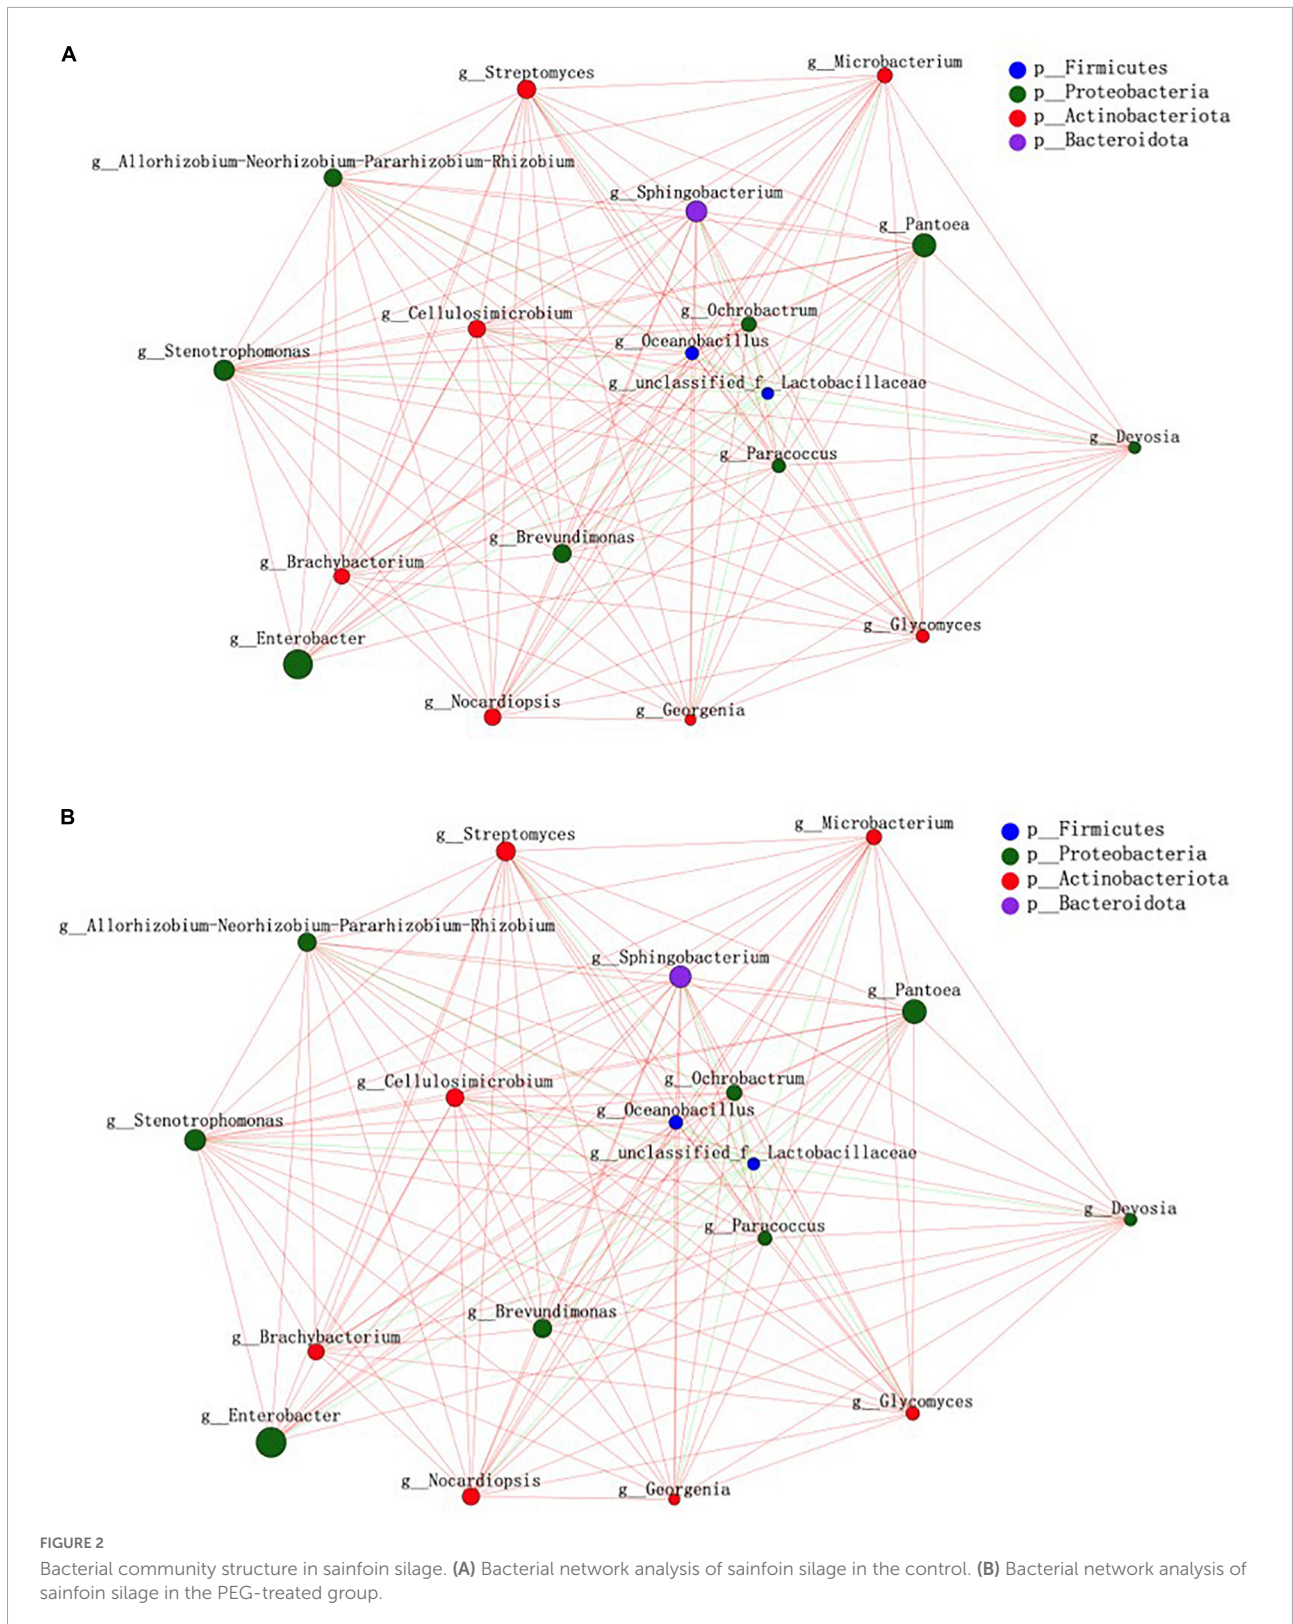 A
g__Streptomyces
g__Microbacterium
p__Firmicutes
p__Proteobacteria
p__Actinobacteriota
p__Bacteroidota
g__Allorhizobium-Neorhizobium-Pararhizobium-Rhizobium
g__Sphingobacterium
g__Pantoea
g__Cellulosimicrobium
g__Ochrobactrum
g__Oceanobacillus
g__Stenotrophomonas
g__unclassified_f__Lactobacillaceae
g__Devosia
g__Paracoccus
g__Brevundimonas
g__Brachybacterium
g__Glycomyces
g__Enterobacter
g__Nocardiopsis
g__Georgenia
B
g__Streptomyces
g__Microbacterium
p__Firmicutes
p__Proteobacteria
p__Actinobacteriota
p__Bacteroidota
g__Allorhizobium-Neorhizobium-Pararhizobium-Rhizobium
g__Sphingobacterium
g__Pantoea
g__Cellulosimicrobium
g__Ochrobactrum
g__Oceanobacillus
g__Stenotrophomonas
g__unclassified_f__Lactobacillaceae
g__Devosia
g__Paracoccus
g__Brevundimonas
g__Brachybacterium
g__Glycomyces
g__Enterobacter
g__Nocardiopsis
g__Georgenia
FIGURE 2
Bacterial community structure in sainfoin silage. (A) Bacterial network analysis of sainfoin silage in the control. (B) Bacterial network analysis of
sainfoin silage in the PEG-treated group.